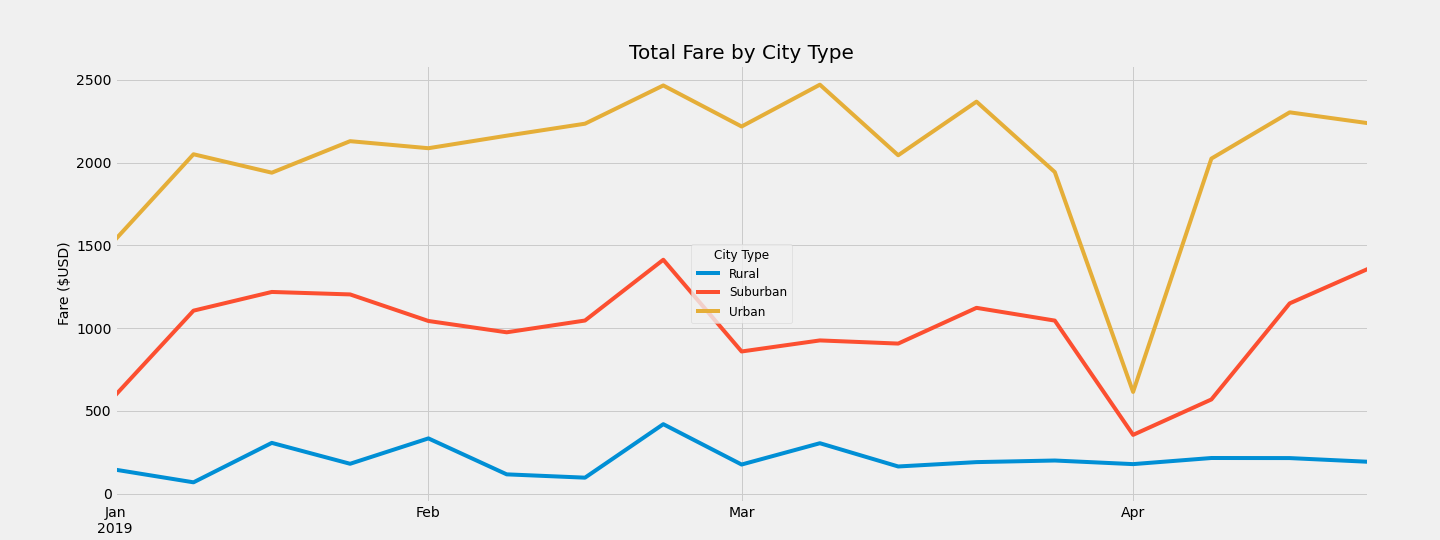 Total Fare by City Type
Fare ($USD)
2500
2000
1500
1000
500
0
City Type
Rural
Suburban
Urban
Jan
2019
Feb
Mar
Apr